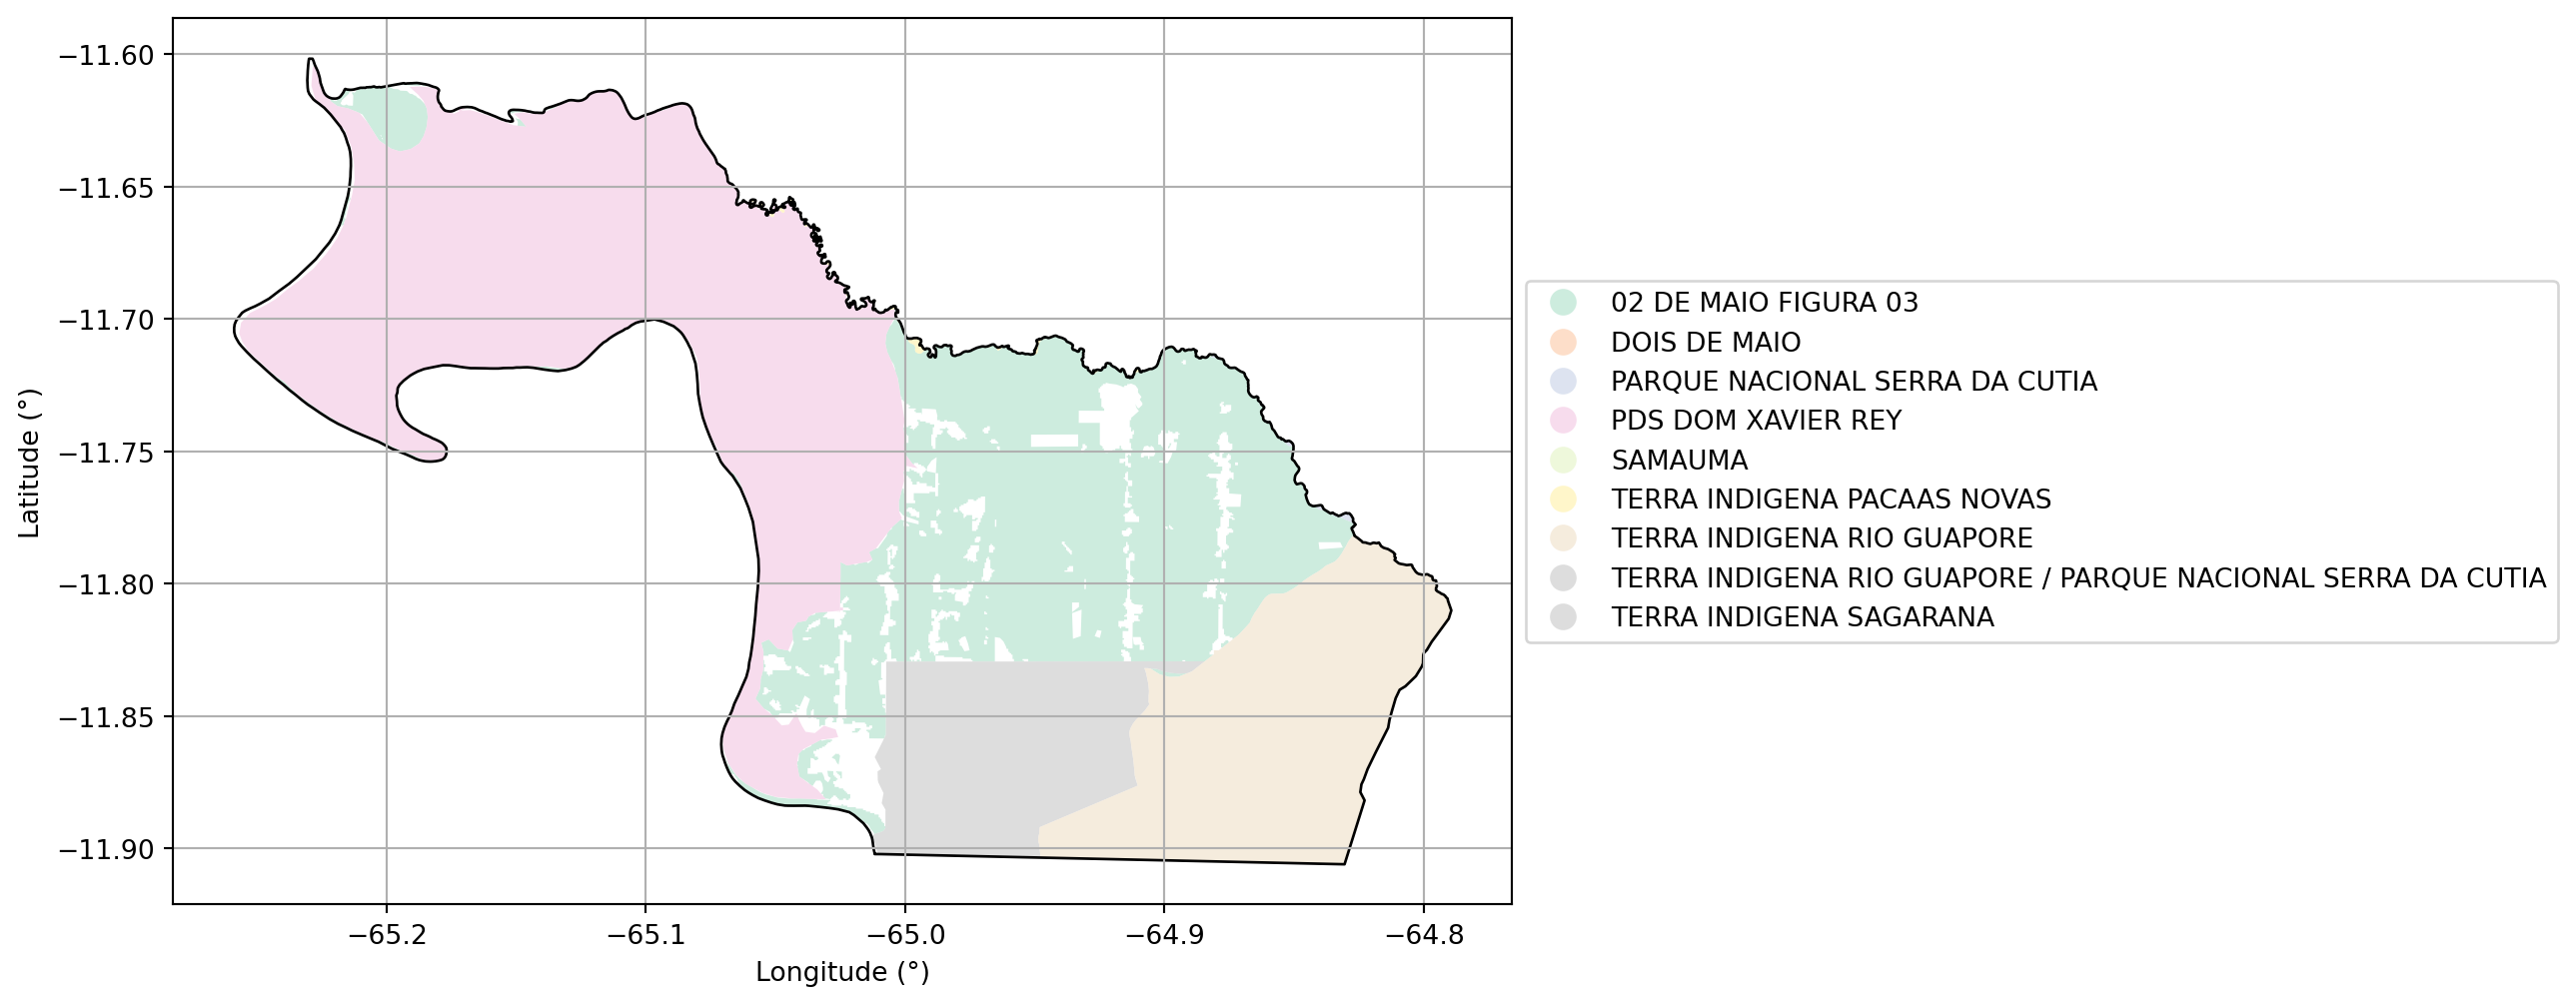 −11.60
−11.65
−11.70
−11.75
−11.80
−11.85
−11.90
Latitude (°)
−65.2
−65.1
−65.0
−64.9
−64.8
Longitude (°)
02 DE MAIO FIGURA 03
DOIS DE MAIO
PARQUE NACIONAL SERRA DA CUTIA
PDS DOM XAVIER REY
SAMAUMA
TERRA INDIGENA PACAAS NOVAS
TERRA INDIGENA RIO GUAPORE
TERRA INDIGENA RIO GUAPORE / PARQUE NACIONAL SERRA DA CUTIA
TERRA INDIGENA SAGARANA